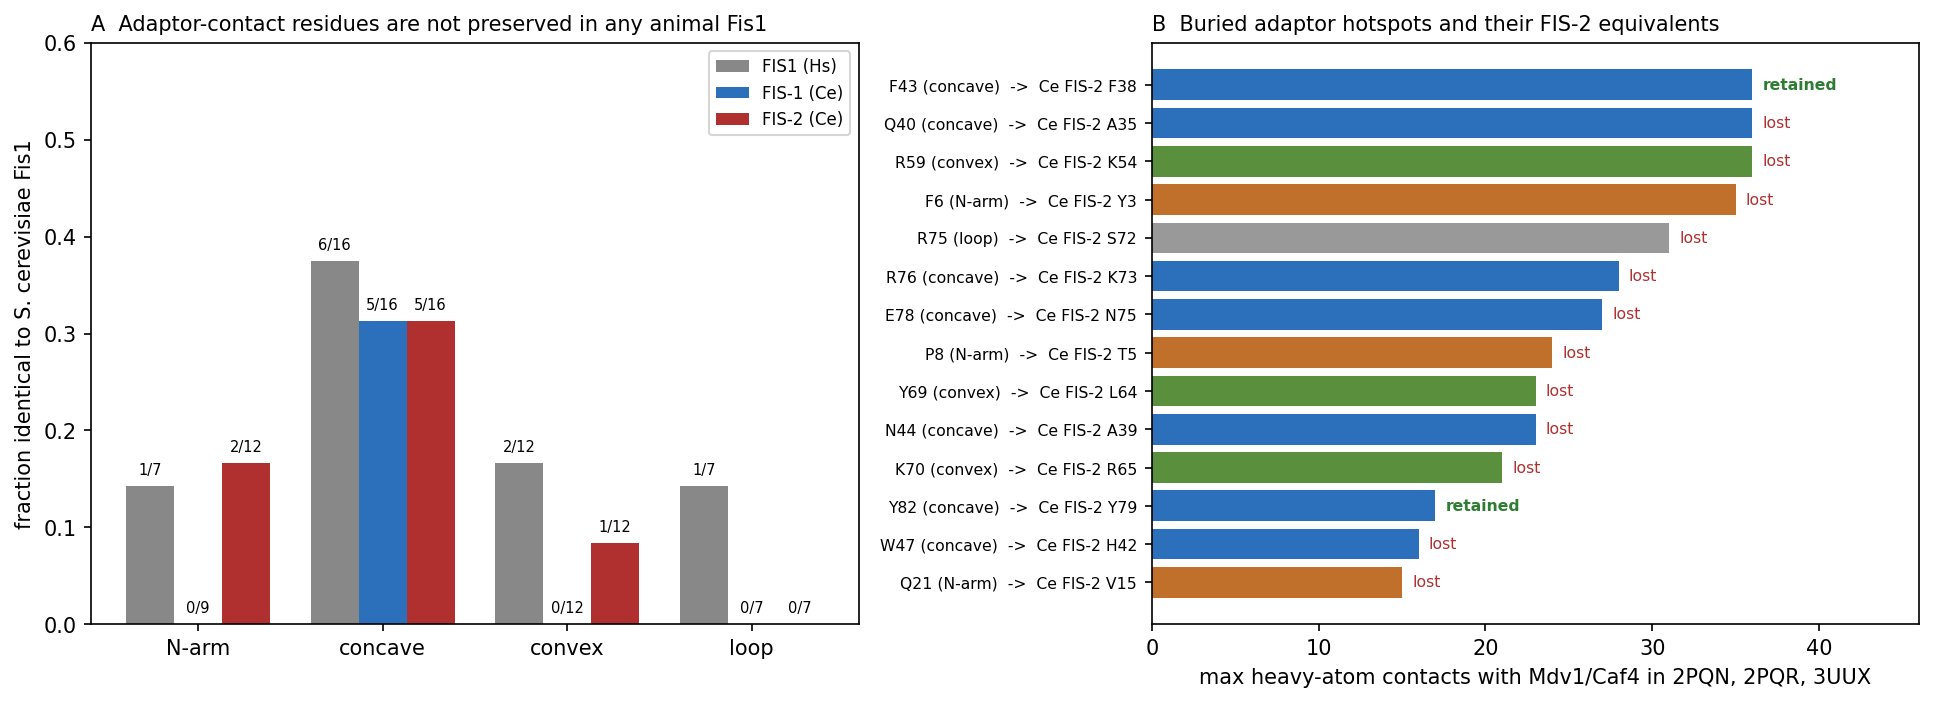 A  Adaptor-contact residues are not preserved in any animal Fis1
fraction identical to S. cerevisiae Fis1
0.6
0.5
0.4
0.3
0.2
0.1
0.0
FIS1 (Hs)
FIS-1 (Ce)
FIS-2 (Ce)
1/7
0/9
2/12
6/16
5/16
5/16
2/12
0/12
1/12
1/7
0/7
0/7
N-arm
concave
convex
loop
B  Buried adaptor hotspots and their FIS-2 equivalents
F43 (concave)  ->  Ce FIS-2 F38 retained
Q40 (concave)  ->  Ce FIS-2 A35 lost
R59 (convex)  ->  Ce FIS-2 K54 lost
F6 (N-arm)  ->  Ce FIS-2 Y3 lost
R75 (loop)  ->  Ce FIS-2 S72 lost
R76 (concave)  ->  Ce FIS-2 K73 lost
E78 (concave)  ->  Ce FIS-2 N75 lost
P8 (N-arm)  ->  Ce FIS-2 T5 lost
Y69 (convex)  ->  Ce FIS-2 L64 lost
N44 (concave)  ->  Ce FIS-2 A39 lost
K70 (convex)  ->  Ce FIS-2 R65 lost
Y82 (concave)  ->  Ce FIS-2 Y79 retained
W47 (concave)  ->  Ce FIS-2 H42 lost
Q21 (N-arm)  ->  Ce FIS-2 V15 lost
0 10 20 30 40
max heavy-atom contacts with Mdv1/Caf4 in 2PQN, 2PQR, 3UUX